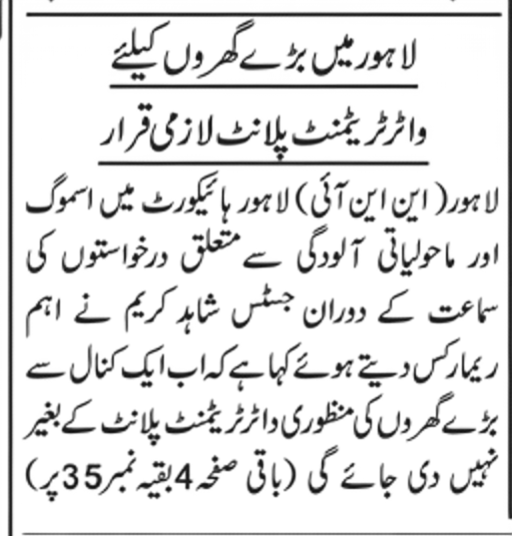 لاہور میں بڑے گھروں کیلئے
واٹر ٹریٹمنٹ پلانٹ لازمی قرار
لاہور( این این آئی) لاہور ہائیکورٹ میں اسموگ
اور ماحولیاتی آلودگی سے متعلق درخواستوں کی
سماعت کے دوران جسٹس شاہد کریم نے اہم
ریمارکس دیتے ہوئے کہا ہے کہ اب ایک کنال سے
بڑے گھروں کی منظوری واٹر ٹریٹمنٹ پلانٹ کے بغیر
نہیں دی جائے گی (باقی صفحہ 4 بقیہ نمبر 35 پر)